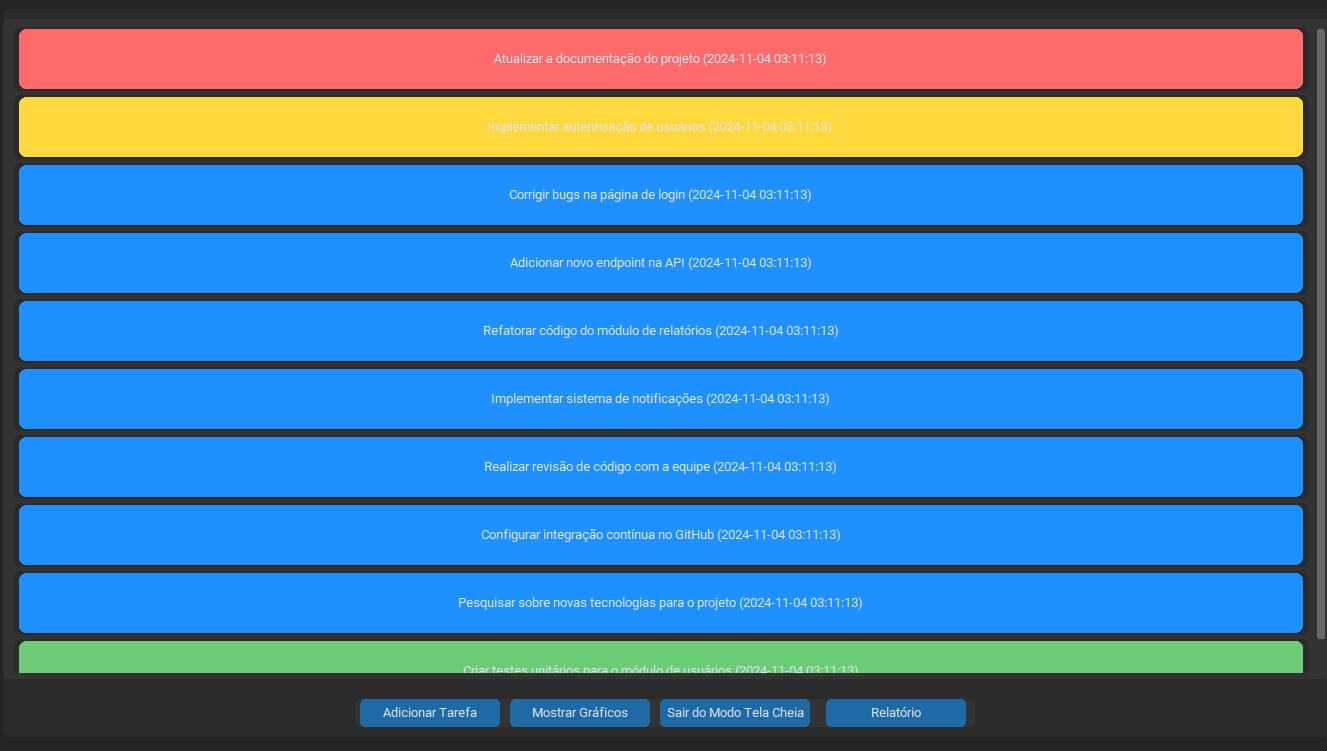 Atualizar a documentação do projeto (2024-11-04 03:11:13)
Implementar autenticação de usuários (2024-11-04 03:11:13)
Corrigir bugs na página de login (2024-11-04 03:11:13)
Adicionar novo endpoint na API (2024-11-04 03:11:13)
Refatorar código do módulo de relatórios (2024-11-04 03:11:13)
Implementar sistema de notificações (2024-11-04 03:11:13)
Realizar revisão de código com a equipe (2024-11-04 03:11:13)
Configurar integração contínua no GitHub (2024-11-04 03:11:13)
Pesquisar sobre novas tecnologias para o projeto (2024-11-04 03:11:13)
Criar testes unitários para o módulo de usuários (2024-11-04 03:11:13)
Adicionar Tarefa
Mostrar Gráficos
Sair do Modo Tela Cheia
Relatório